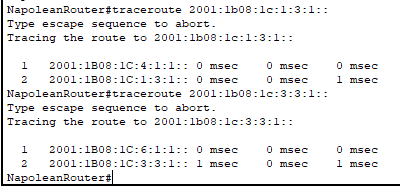 NapoleanRouter#traceroute 2001:1b08:1c:1:3:1::
Type escape sequence to abort.
Tracing the route to 2001:1B08:1C:1:3:1::
1 2001:1B08:1C:4:1:1:: 0 msec 0 msec 0 msec
2 2001:1B08:1C:1:3:1:: 0 msec 0 msec 1 msec
NapoleanRouter#traceroute 2001:1b08:1c:3:3:1::
Type escape sequence to abort.
Tracing the route to 2001:1B08:1C:3:3:1::
1 2001:1B08:1C:6:1:1:: 0 msec 0 msec 0 msec
2 2001:1B08:1C:3:3:1:: 1 msec 0 msec 1 msec
NapoleanRouter#